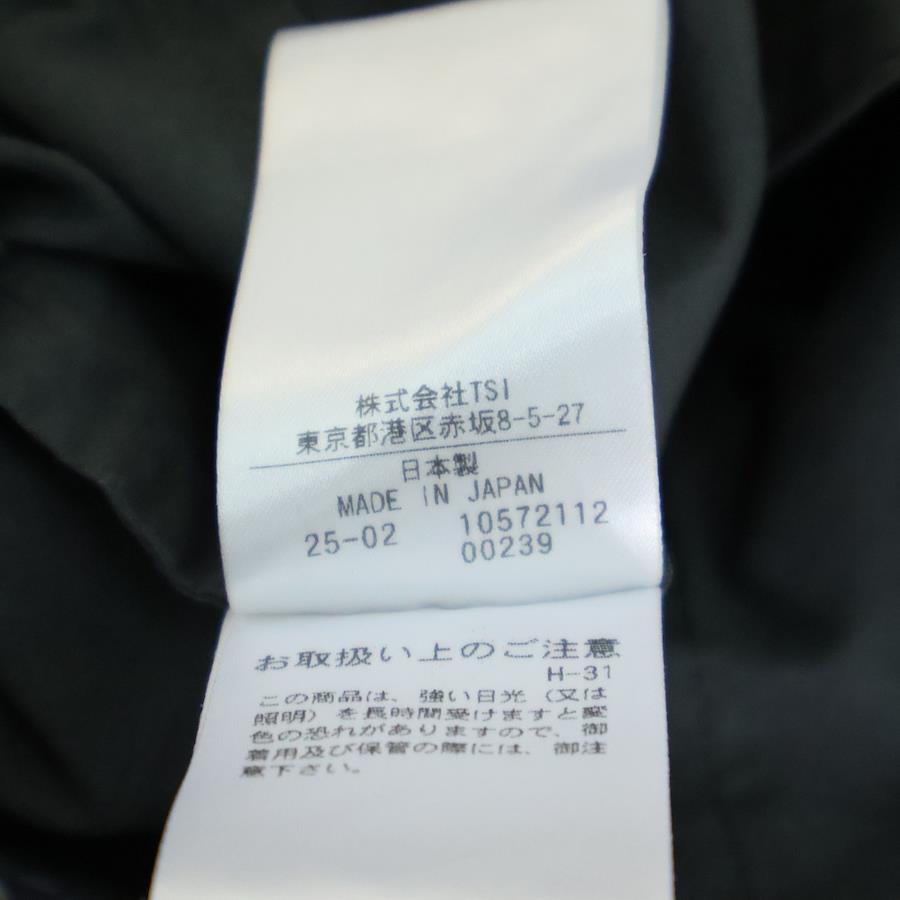 株式会社TSI
東京都港区赤坂8-5-27
日本製
MADE IN JAPAN
25-02 10572112
00239
お取扱い上のご注意
H-31
この商品は、強い日光（又は
照明）を長時間受けますと変
色の恐れがありますので、御
着用及び保管の際には、御注
意下さい。